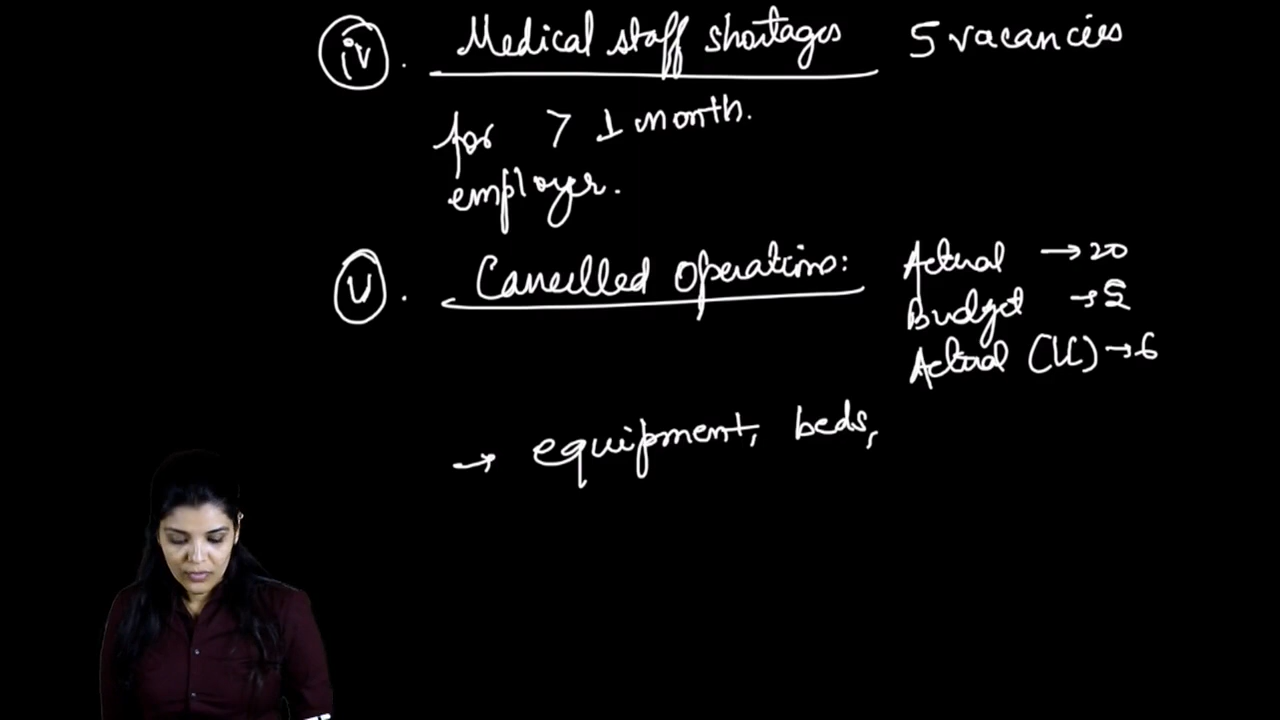 iv. Medical staff shortages 5 vacancies
for > 1 month.
employer.
v. Cancelled operations: Actual → 20
Budget → 5
Actual (U) → 6
→ equipment, beds,